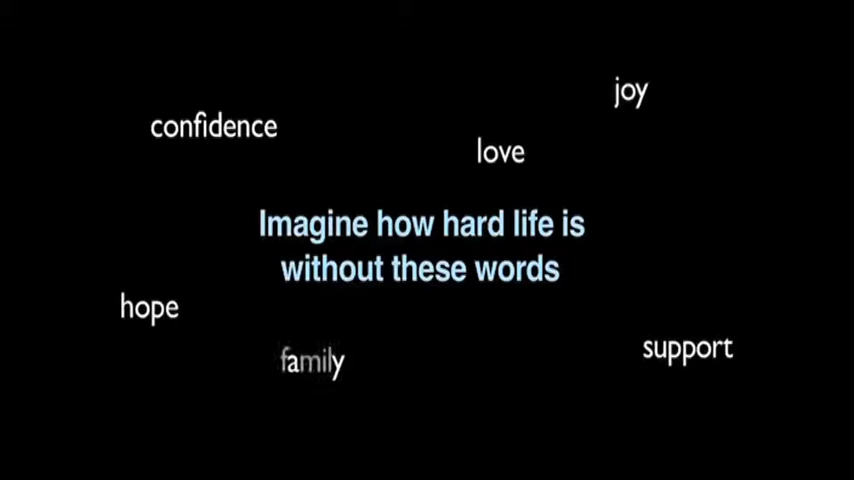 joy
confidence
love
Imagine how hard life is
without these words
hope
support
family